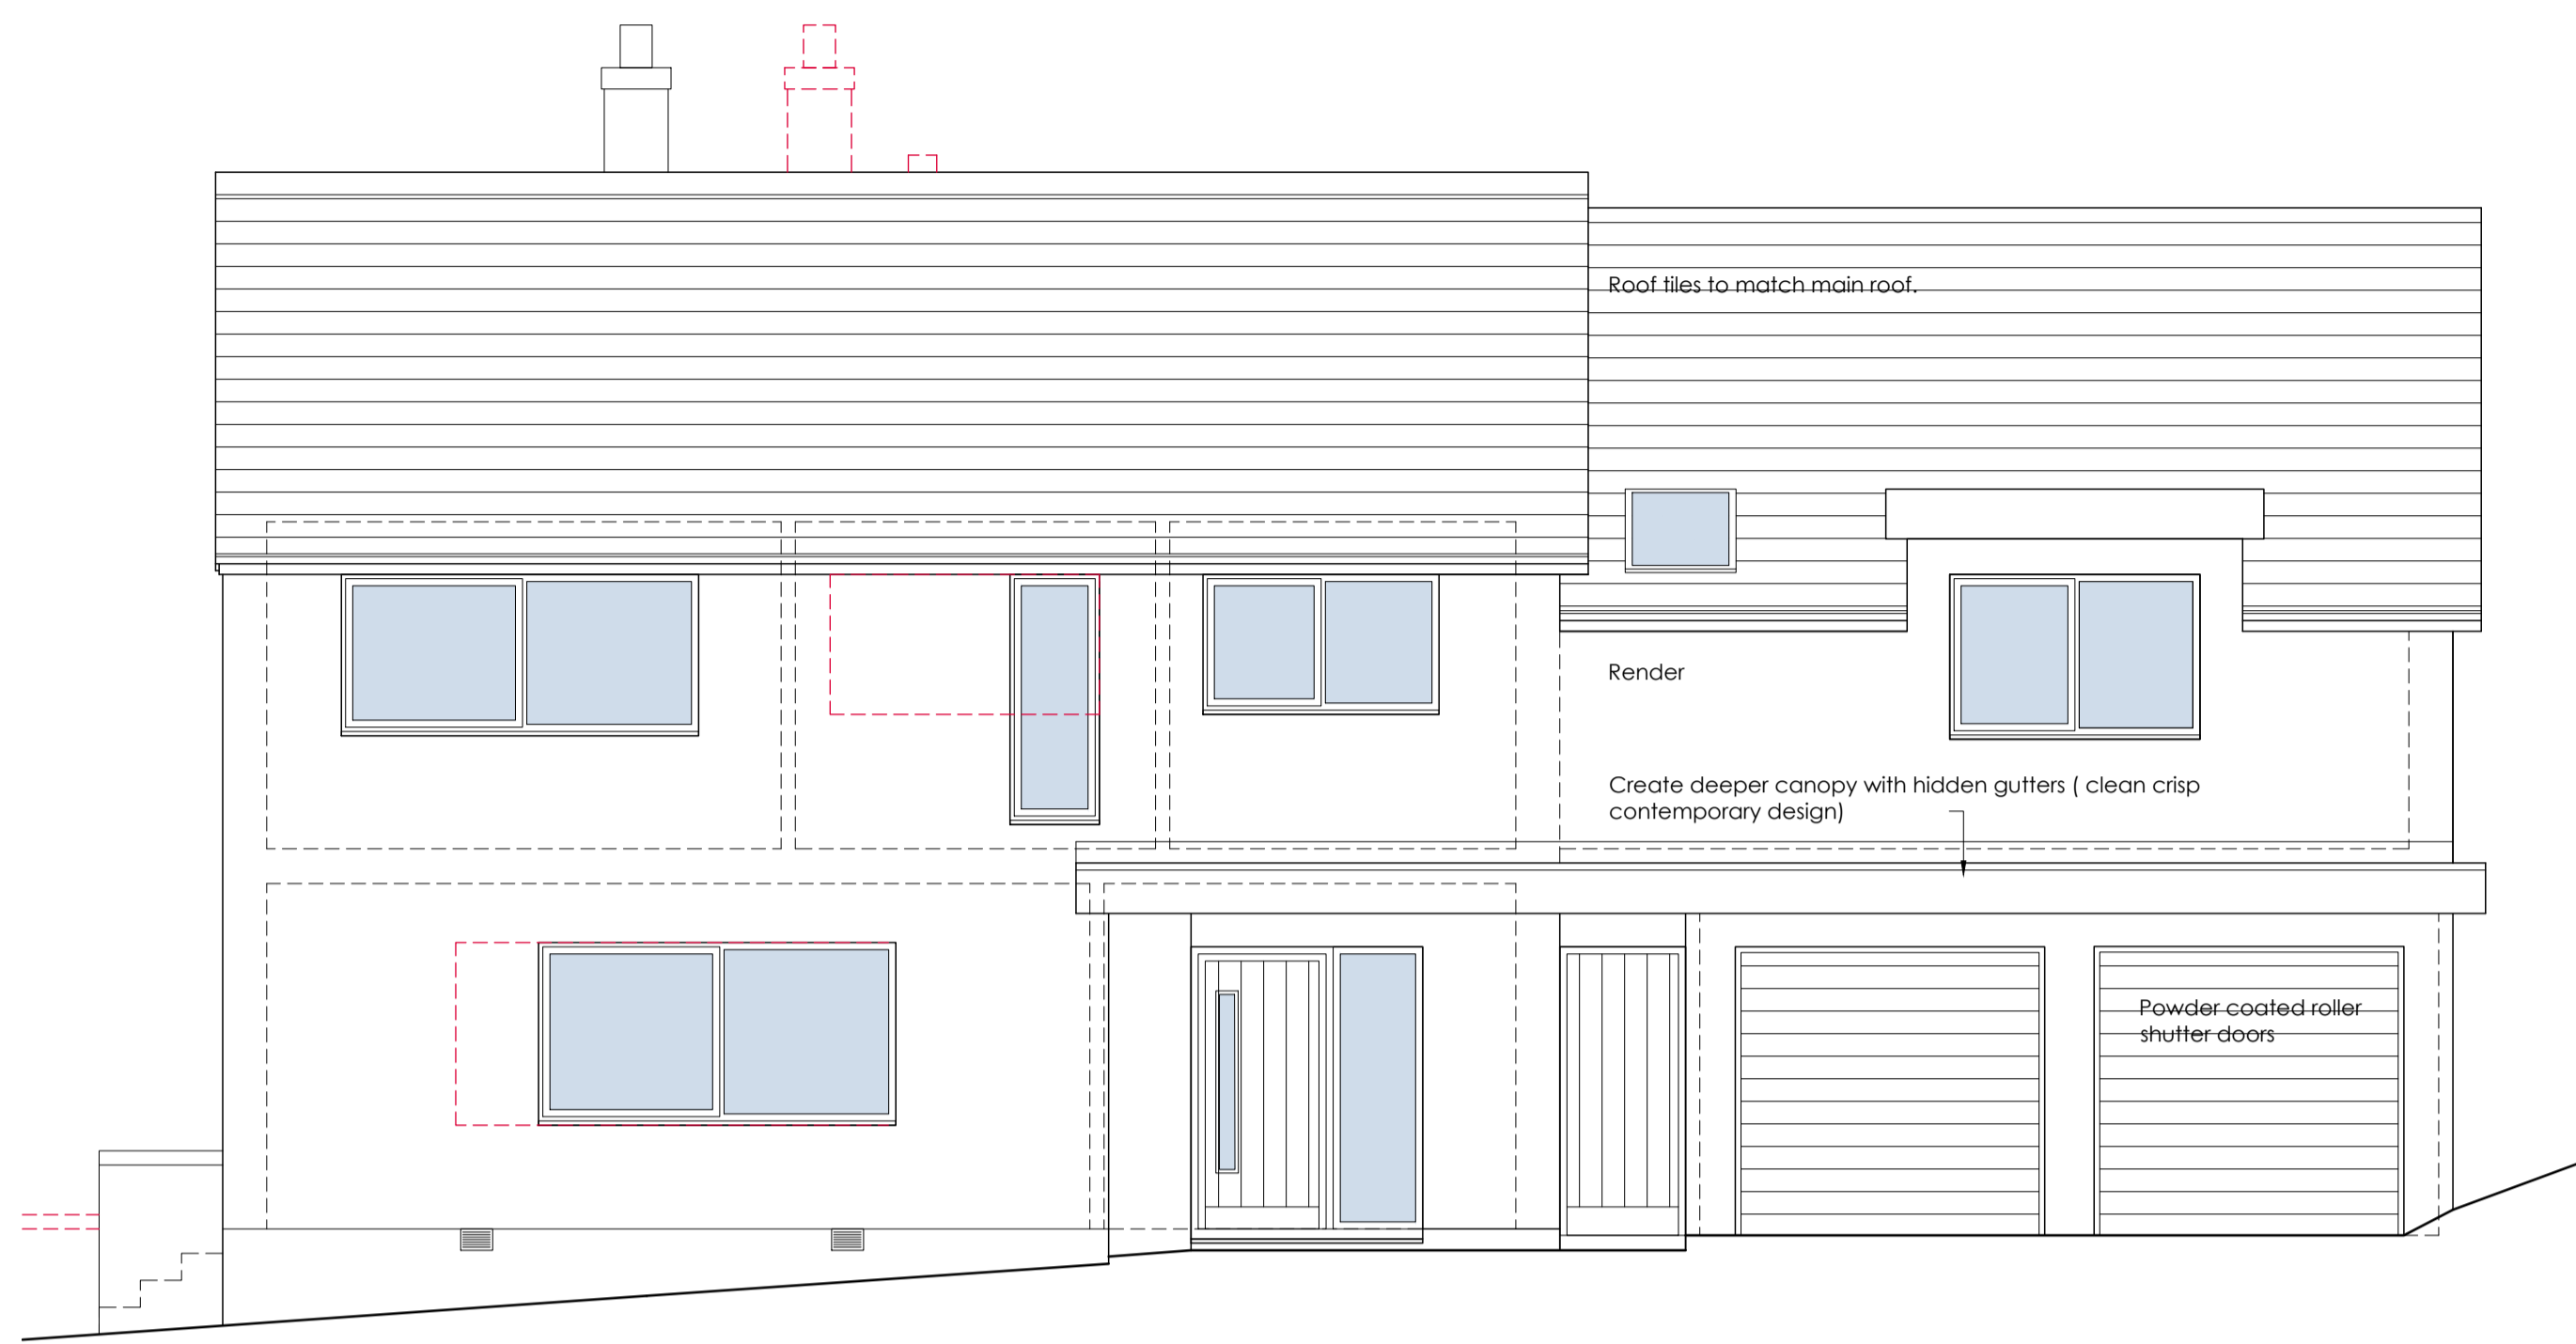 Roof tiles to match main roof.
Render
Create deeper canopy with hidden gutters ( clean crisp
contemporary design)
Powder coated roller
shutter doors